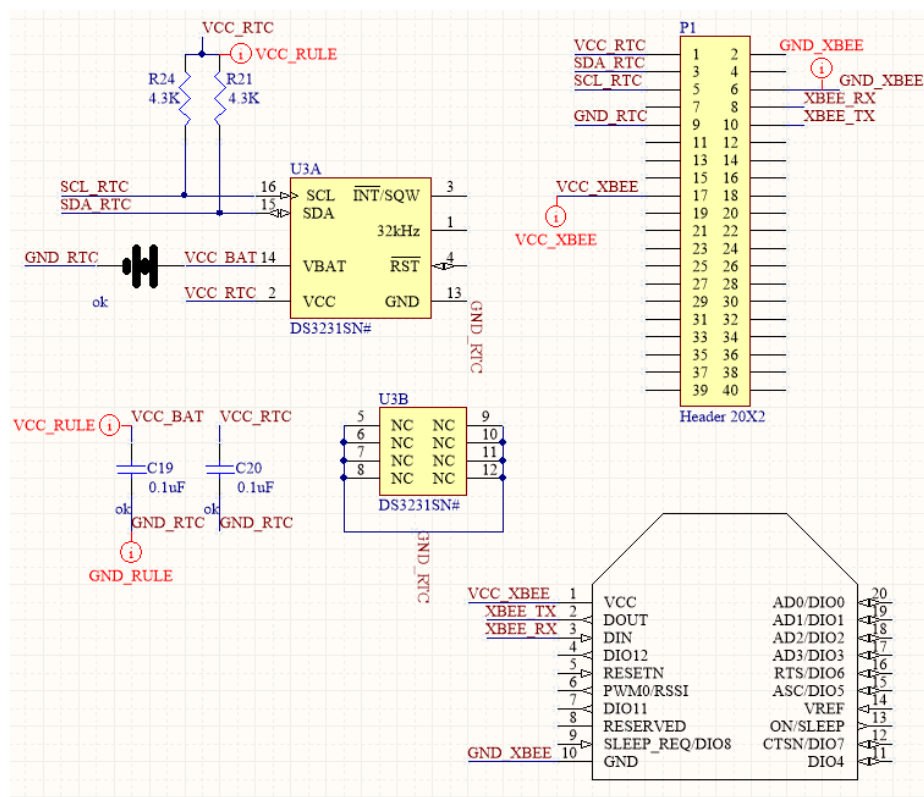 VCC_RTC
VCC_RULE
R24
4.3K
R21
4.3K
U3A
SCL_RTC 16 SCL INT/SQW 3
SDA_RTC 15 SDA
32kHz 1
GND_RTC VCC_BAT 14 VBAT RST 4
ok
VCC_RTC 2 VCC GND 13
GND_RTC
DS3231SN#
P1
VCC_RTC 1 2 GND_XBEE
SDA_RTC 3 4
SCL_RTC 5 6 GND_XBEE
7 8 XBEE_RX
GND_RTC 9 10 XBEE_TX
11 12
13 14
15 16
VCC_XBEE 17 18
VCC_XBEE
19 20
21 22
23 24
25 26
27 28
29 30
31 32
33 34
35 36
37 38
39 40
Header 20X2
VCC_RULE VCC_BAT VCC_RTC
C19
0.1uF
C20
0.1uF
ok ok
GND_RTC GND_RTC
GND_RULE
U3B
5 NC NC 9
6 NC NC 10
7 NC NC 11
8 NC NC 12
DS3231SN#
GND_RTC
VCC_XBEE 1 VCC AD0/DIO0 20
XBEE_TX 2 DOUT AD1/DIO1 19
XBEE_RX 3 DIN AD2/DIO2 18
4 DIO12 AD3/DIO3 17
5 RESETN RTS/DIO6 16
6 PWM0/RSSI ASC/DIO5 15
7 DIO11 VREF 14
8 RESERVED ON/SLEEP 13
9 SLEEP_REQ/DIO8 CTSN/DIO7 12
GND_XBEE 10 GND DIO4 11